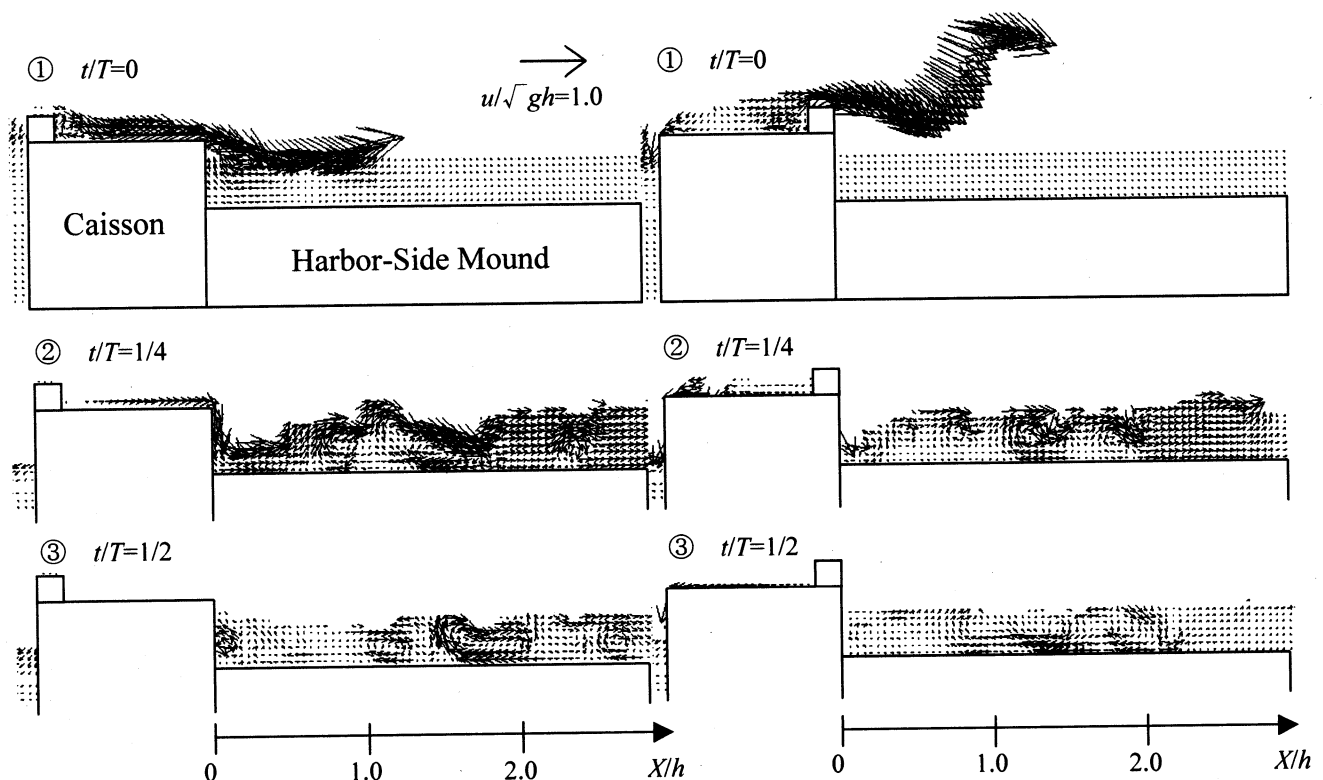 ① t/T=0
u/√gh=1.0
① t/T=0
Caisson
Harbor-Side Mound
② t/T=1/4
② t/T=1/4
③ t/T=1/2
③ t/T=1/2
0 1.0 2.0 X/h
0 1.0 2.0 X/h